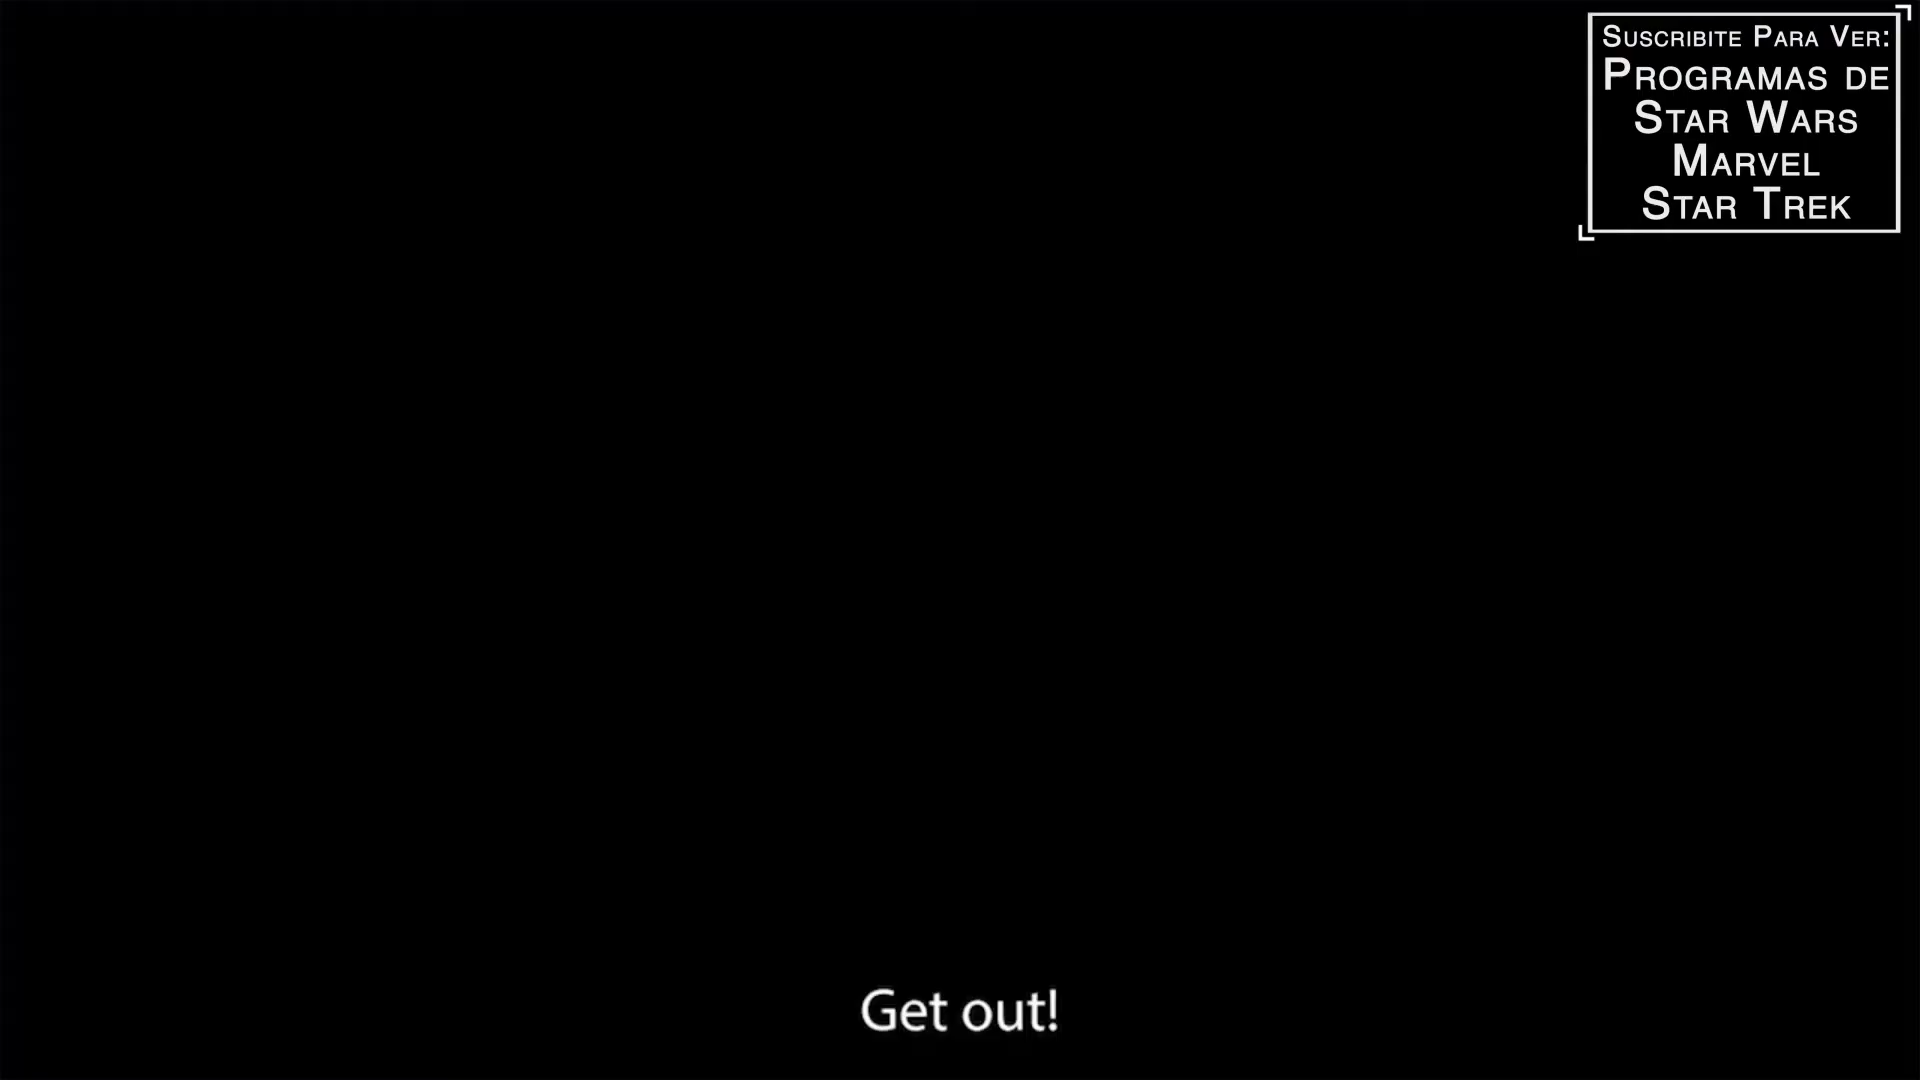 Suscribite Para Ver:
Programas de
Star Wars
Marvel
Star Trek
Get out!